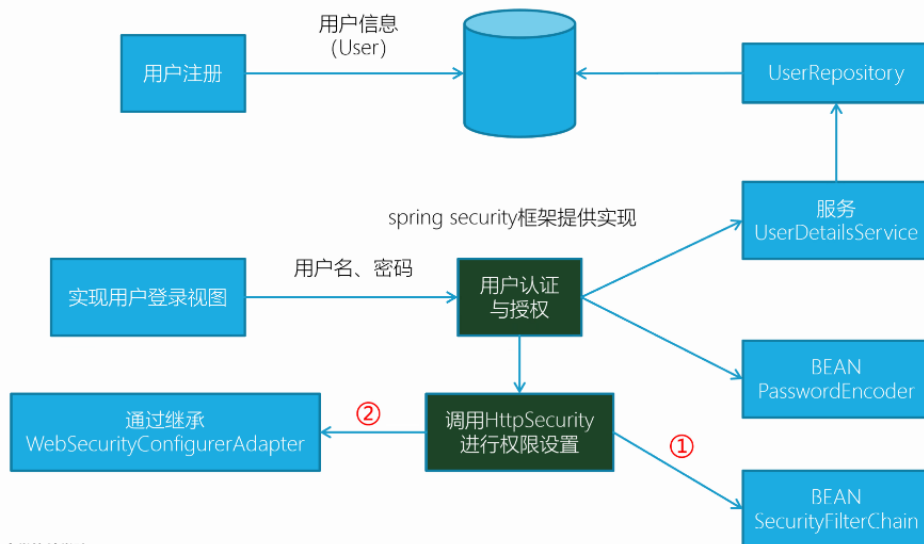 用户信息
(User)
用户注册
UserRepository
spring security框架提供实现
服务
UserDetailsService
用户名、密码
实现用户登录视图
用户认证
与授权
BEAN
PasswordEncoder
通过继承
WebSecurityConfigurerAdapter
②
调用HttpSecurity
进行权限设置
①
BEAN
SecurityFilterChain